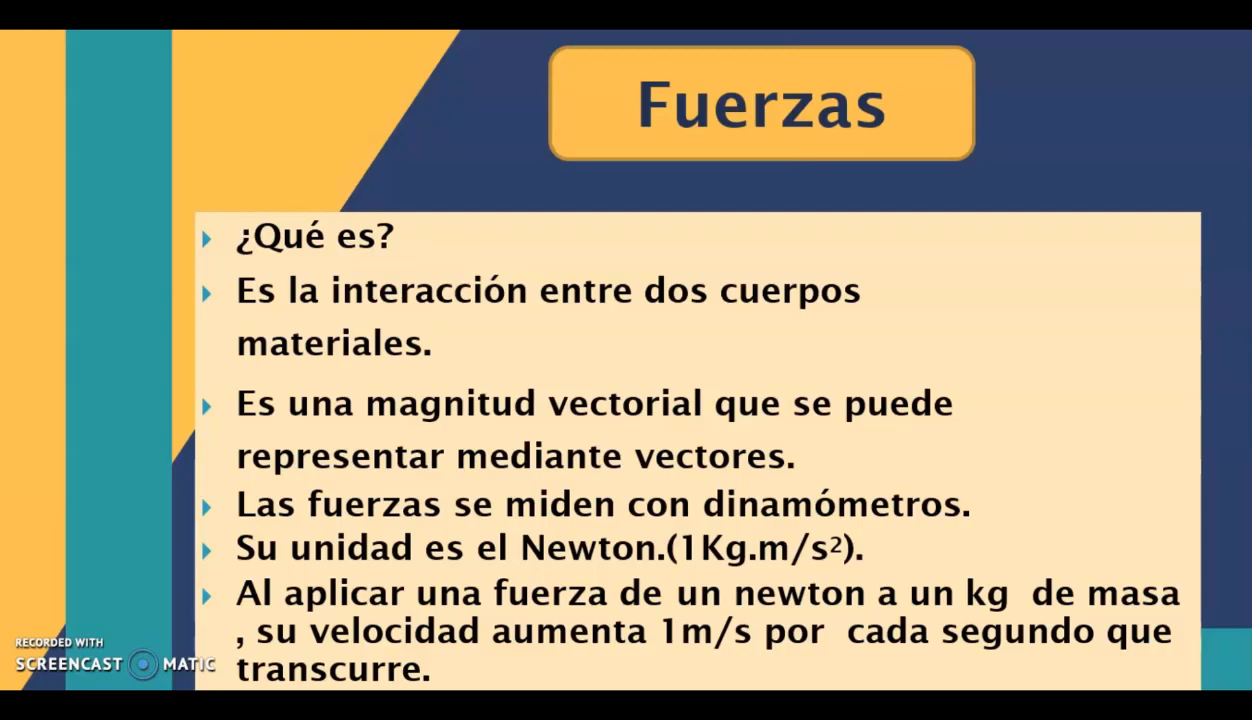 Fuerzas
¿Qué es?
Es la interacción entre dos cuerpos
materiales.
Es una magnitud vectorial que se puede
representar mediante vectores.
Las fuerzas se miden con dinamómetros.
Su unidad es el Newton.(1Kg.m/s²).
Al aplicar una fuerza de un newton a un kg  de masa
, su velocidad aumenta 1m/s por  cada segundo que
transcurre.
RECORDED WITH
SCREENCAST MATIC